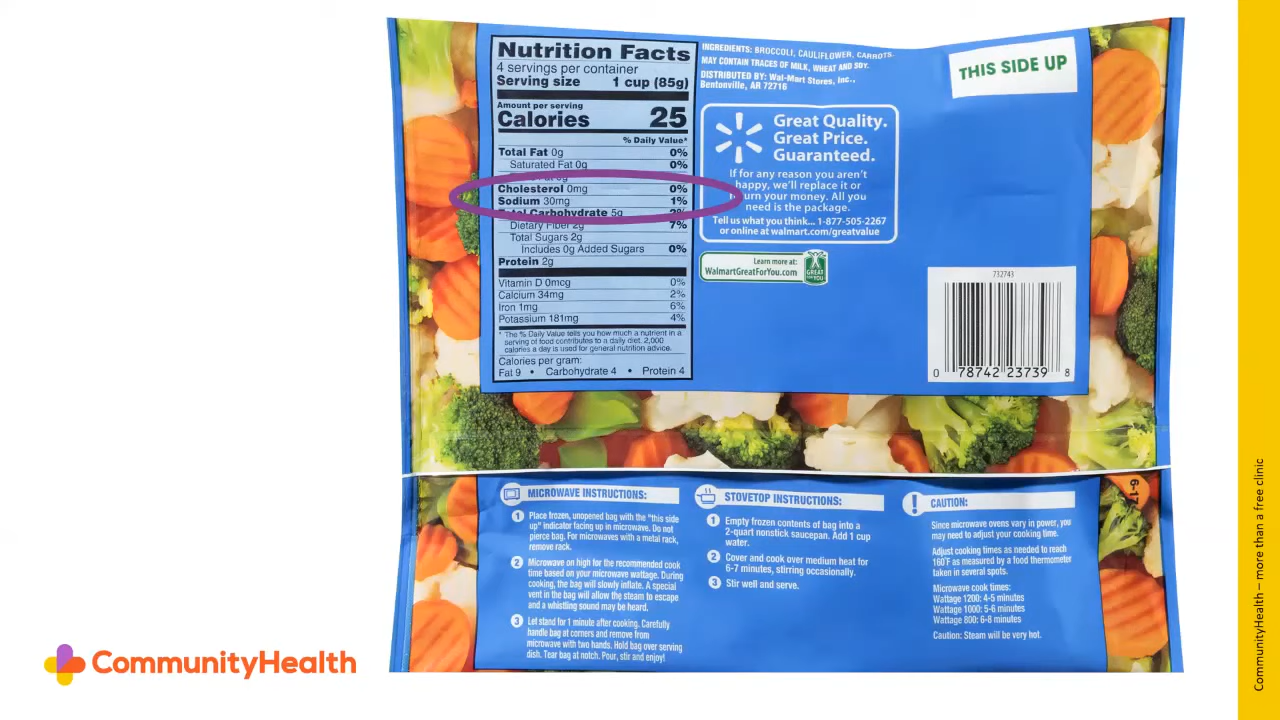 Nutrition Facts
4 servings per container
Serving size 1 cup (85g)
Amount per serving
Calories 25
% Daily Value*
Total Fat 0g 0%
Saturated Fat 0g 0%
Cholesterol 0mg 0%
Sodium 30mg 1%
Total Carbohydrate 5g 2%
Dietary Fiber 2g 7%
Total Sugars 2g
Includes 0g Added Sugars 0%
Protein 2g
Vitamin D 0mcg 0%
Calcium 34mg 2%
Iron 1mg 6%
Potassium 181mg 4%
* The % Daily Value tells you how much a nutrient in a
serving of food contributes to a daily diet. 2,000
calories a day is used for general nutrition advice.
Calories per gram:
Fat 9 • Carbohydrate 4 • Protein 4
INGREDIENTS: BROCCOLI, CAULIFLOWER, CARROTS.
MAY CONTAIN TRACES OF MILK, WHEAT AND SOY.
DISTRIBUTED BY: Wal-Mart Stores, Inc.,
Bentonville, AR 72716
THIS SIDE UP
Great Quality.
Great Price.
Guaranteed.
If for any reason you aren't
happy, we'll replace it or
return your money. All you
need is the package.
Tell us what you think... 1-877-505-2267
or online at walmart.com/greatvalue
Learn more at:
WalmartGreatForYou.com
GREAT
FOR YOU
732743
0 78742 23739 8
MICROWAVE INSTRUCTIONS:
1 Place frozen, unopened bag with the "this side
up" indicator facing up in microwave. Do not
pierce bag. For microwaves with a metal rack,
remove rack.
2 Microwave on high for the recommended cook
time based on your microwave wattage. During
cooking, the bag will slowly inflate. A special
vent in the bag will allow the steam to escape
and a whistling sound may be heard.
3 Let stand for 1 minute after cooking. Carefully
handle bag at corners and remove from
microwave with two hands. Hold bag over serving
dish. Tear bag at notch. Pour, stir and enjoy!
STOVETOP INSTRUCTIONS:
1 Empty frozen contents of bag into a
2-quart nonstick saucepan. Add 1 cup
water.
2 Cover and cook over medium heat for
6-7 minutes, stirring occasionally.
3 Stir well and serve.
! CAUTION:
Since microwave ovens vary in power, you
may need to adjust your cooking time.
Adjust cooking times as needed to reach
160°F as measured by a food thermometer
taken in several spots.
Microwave cook times:
Wattage 1200: 4-5 minutes
Wattage 1000: 5-6 minutes
Wattage 800: 6-8 minutes
Caution: Steam will be very hot.
6-17
CommunityHealth
CommunityHealth – more than a free clinic